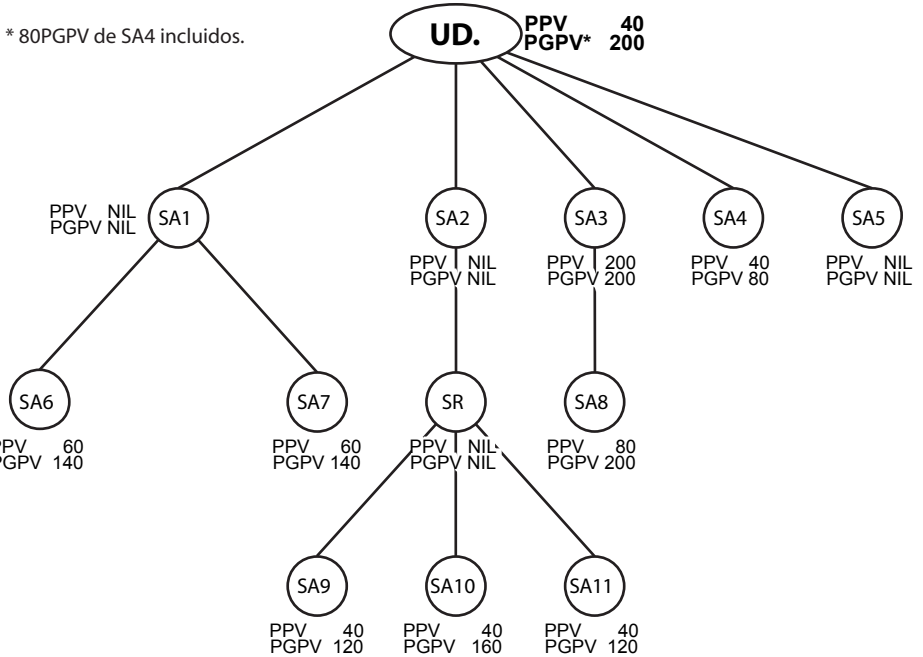 * 80PGPV de SA4 incluidos.
UD.
PPV 40
PGPV* 200
SA1
PPV NIL
PGPV NIL
SA2
PPV NIL
PGPV NIL
SA3
PPV 200
PGPV 200
SA4
PPV 40
PGPV 80
SA5
PPV NIL
PGPV NIL
SA6
PPV 60
PGPV 140
SA7
PPV 60
PGPV 140
SR
PPV NIL
PGPV NIL
SA8
PPV 80
PGPV 200
SA9
PPV 40
PGPV 120
SA10
PPV 40
PGPV 160
SA11
PPV 40
PGPV 120